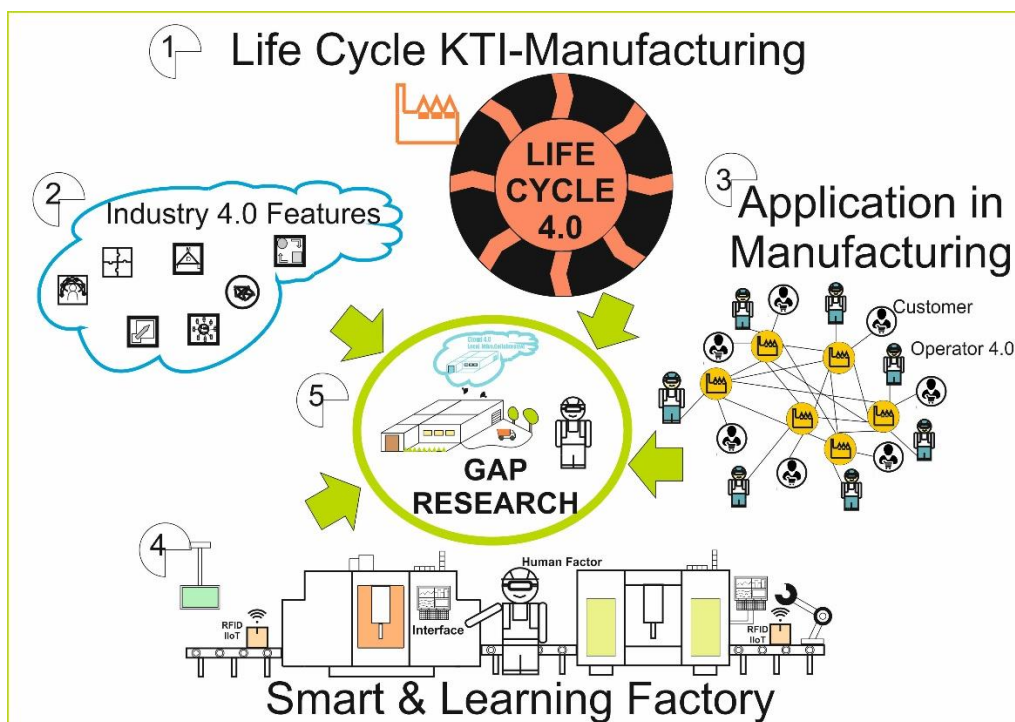 1
Life Cycle KTI-Manufacturing
LIFE
CYCLE
4.0
2
Industry 4.0 Features
3
Application in
Manufacturing
Customer
Operator 4.0
5
GAP
RESEARCH
4
RFID
IIoT
Interface
Human Factor
RFID
IIoT
Smart & Learning Factory